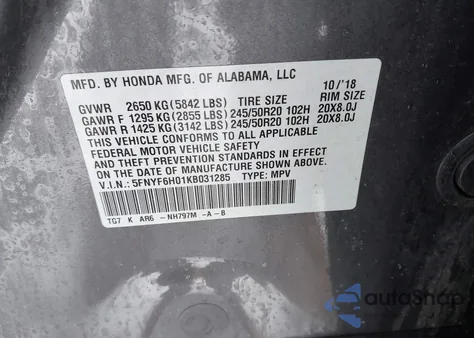 MFD. BY HONDA MFG. OF ALABAMA, LLC 10/'18
GVWR 2650 KG (5842 LBS) TIRE SIZE RIM SIZE
GAWR F 1295 KG (2855 LBS) 245/50R20 102H 20X8.0J
GAWR R 1425 KG (3142 LBS) 245/50R20 102H 20X8.0J
THIS VEHICLE CONFORMS TO ALL APPLICABLE
FEDERAL MOTOR VEHICLE SAFETY
AND THEFT PREVENTION STANDARDS IN EFFECT
ON THE DATE OF MANUFACTURE SHOWN ABOVE.
V.I.N.: 5FNYF6H01KB031285 TYPE: MPV
TG7 K AR6 -NH797M -A -B
autoSnap